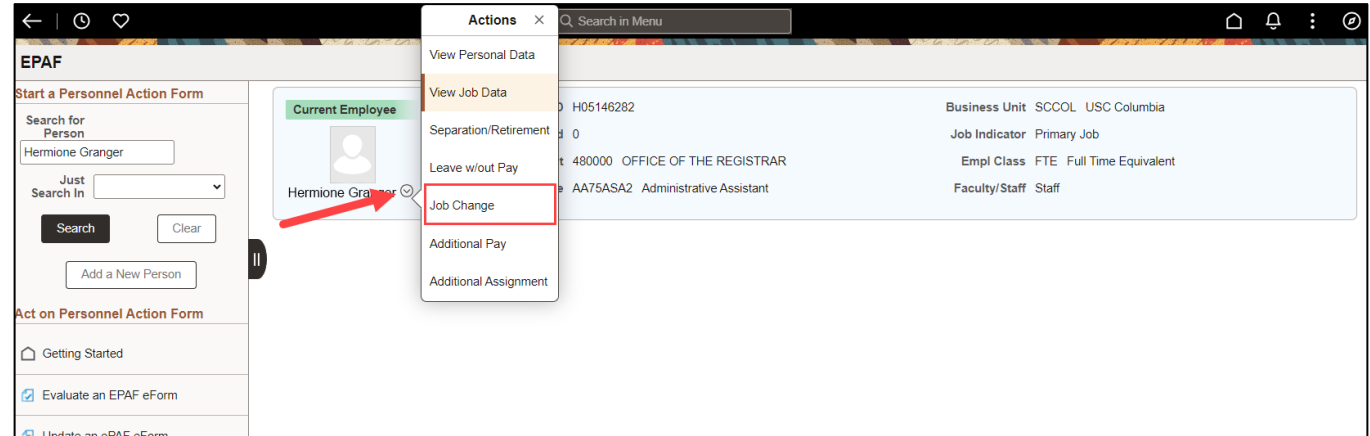 Actions
Search in Menu
EPAF
Start a Personnel Action Form
Search for
Person
Hermione Granger
Just
Search In
Search
Clear
Add a New Person
Act on Personnel Action Form
Getting Started
Evaluate an EPAF eForm
Update an ePAF eForm
Current Employee
Hermione Granger
View Personal Data
View Job Data
Separation/Retirement
Leave w/out Pay
Job Change
Additional Pay
Additional Assignment
H05146282
0
480000 OFFICE OF THE REGISTRAR
AA75ASA2 Administrative Assistant
Business Unit SCCOL USC Columbia
Job Indicator Primary Job
Empl Class FTE Full Time Equivalent
Faculty/Staff Staff